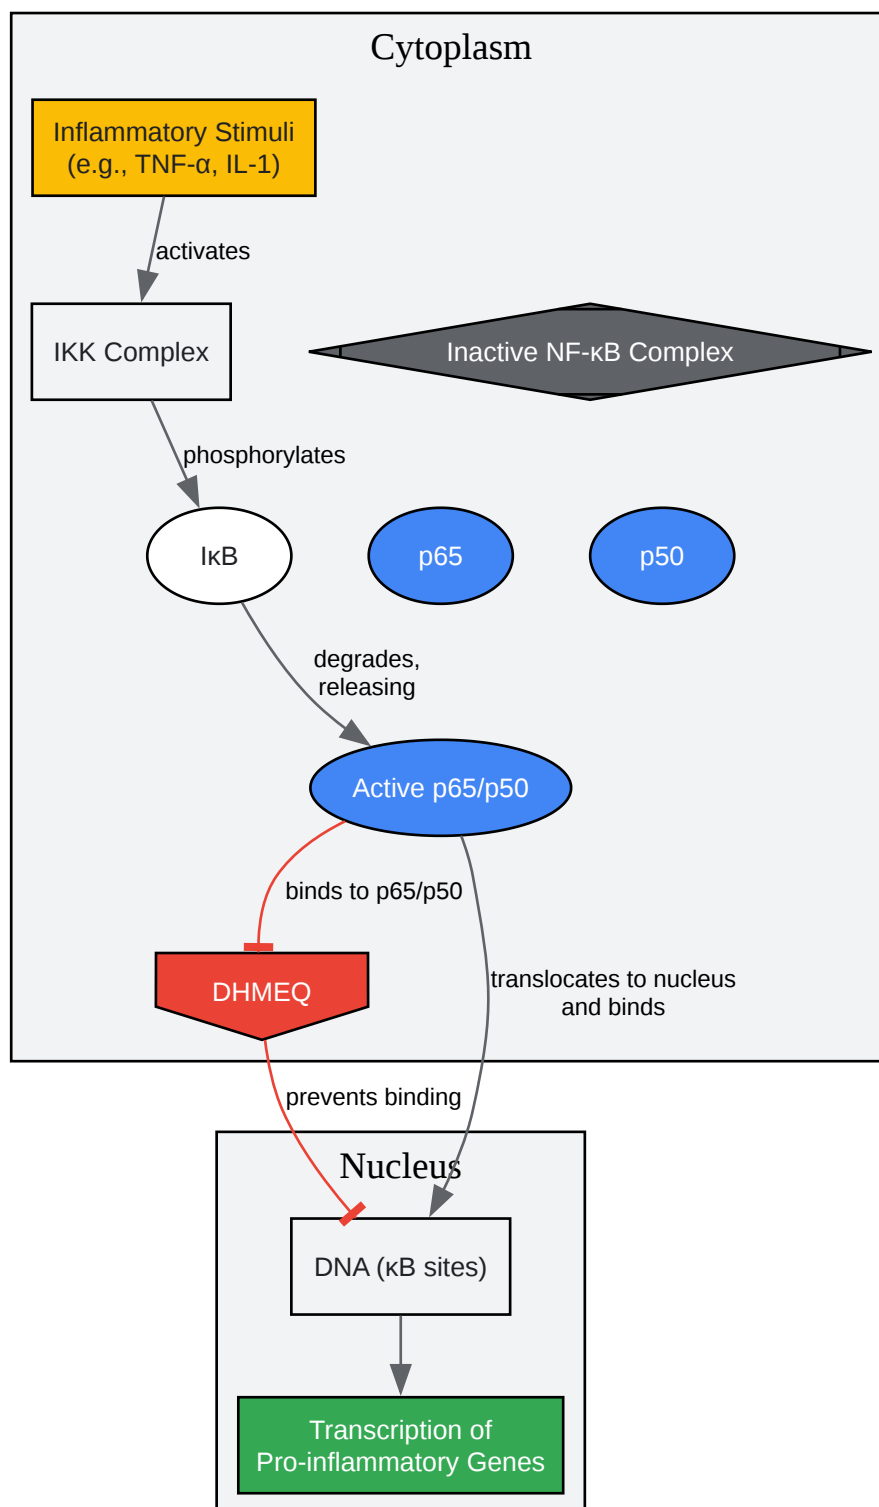 Cytoplasm
Inflammatory Stimuli
(e.g., TNF-α, IL-1)
activates
IKK Complex
Inactive NF-κB Complex
phosphorylates
IκB
p65
p50
degrades,
releasing
Active p65/p50
binds to p65/p50
DHMEQ
translocates to nucleus
and binds
prevents binding
Nucleus
DNA (κB sites)
Transcription of
Pro-inflammatory Genes